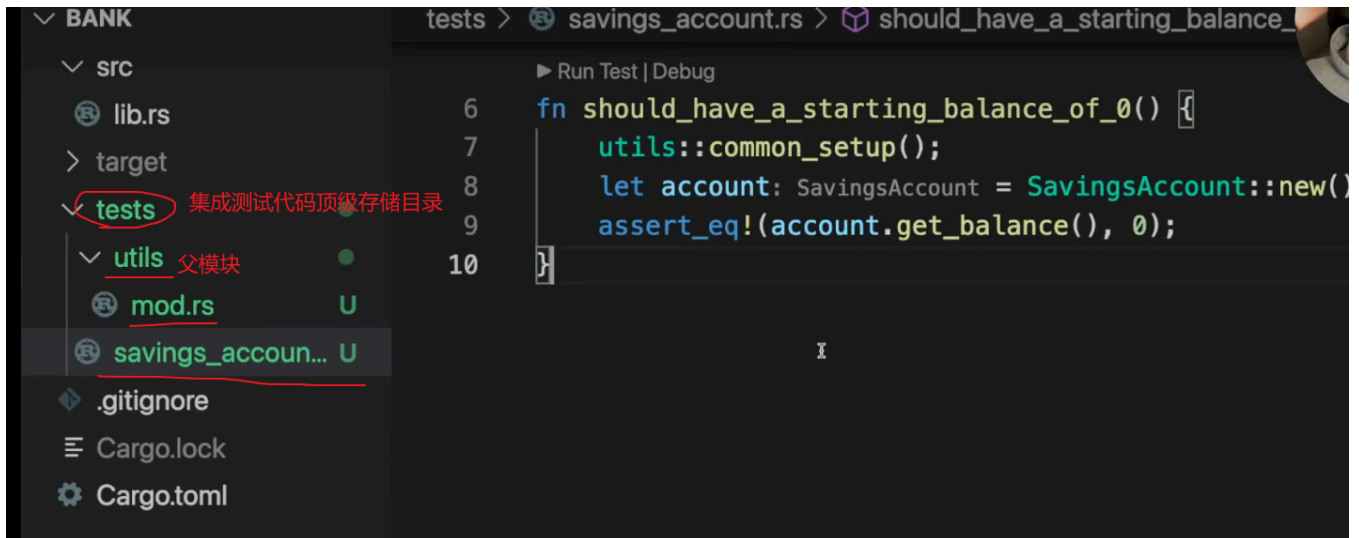 BANK
src
lib.rs
target
tests 集成测试代码顶级存储目录
utils 父模块
mod.rs U
savings_accoun... U
.gitignore
Cargo.lock
Cargo.toml
tests > savings_account.rs > should_have_a_starting_balance_
Run Test | Debug
6 fn should_have_a_starting_balance_of_0() {
7 utils::common_setup();
8 let account: SavingsAccount = SavingsAccount::new()
9 assert_eq!(account.get_balance(), 0);
10 }